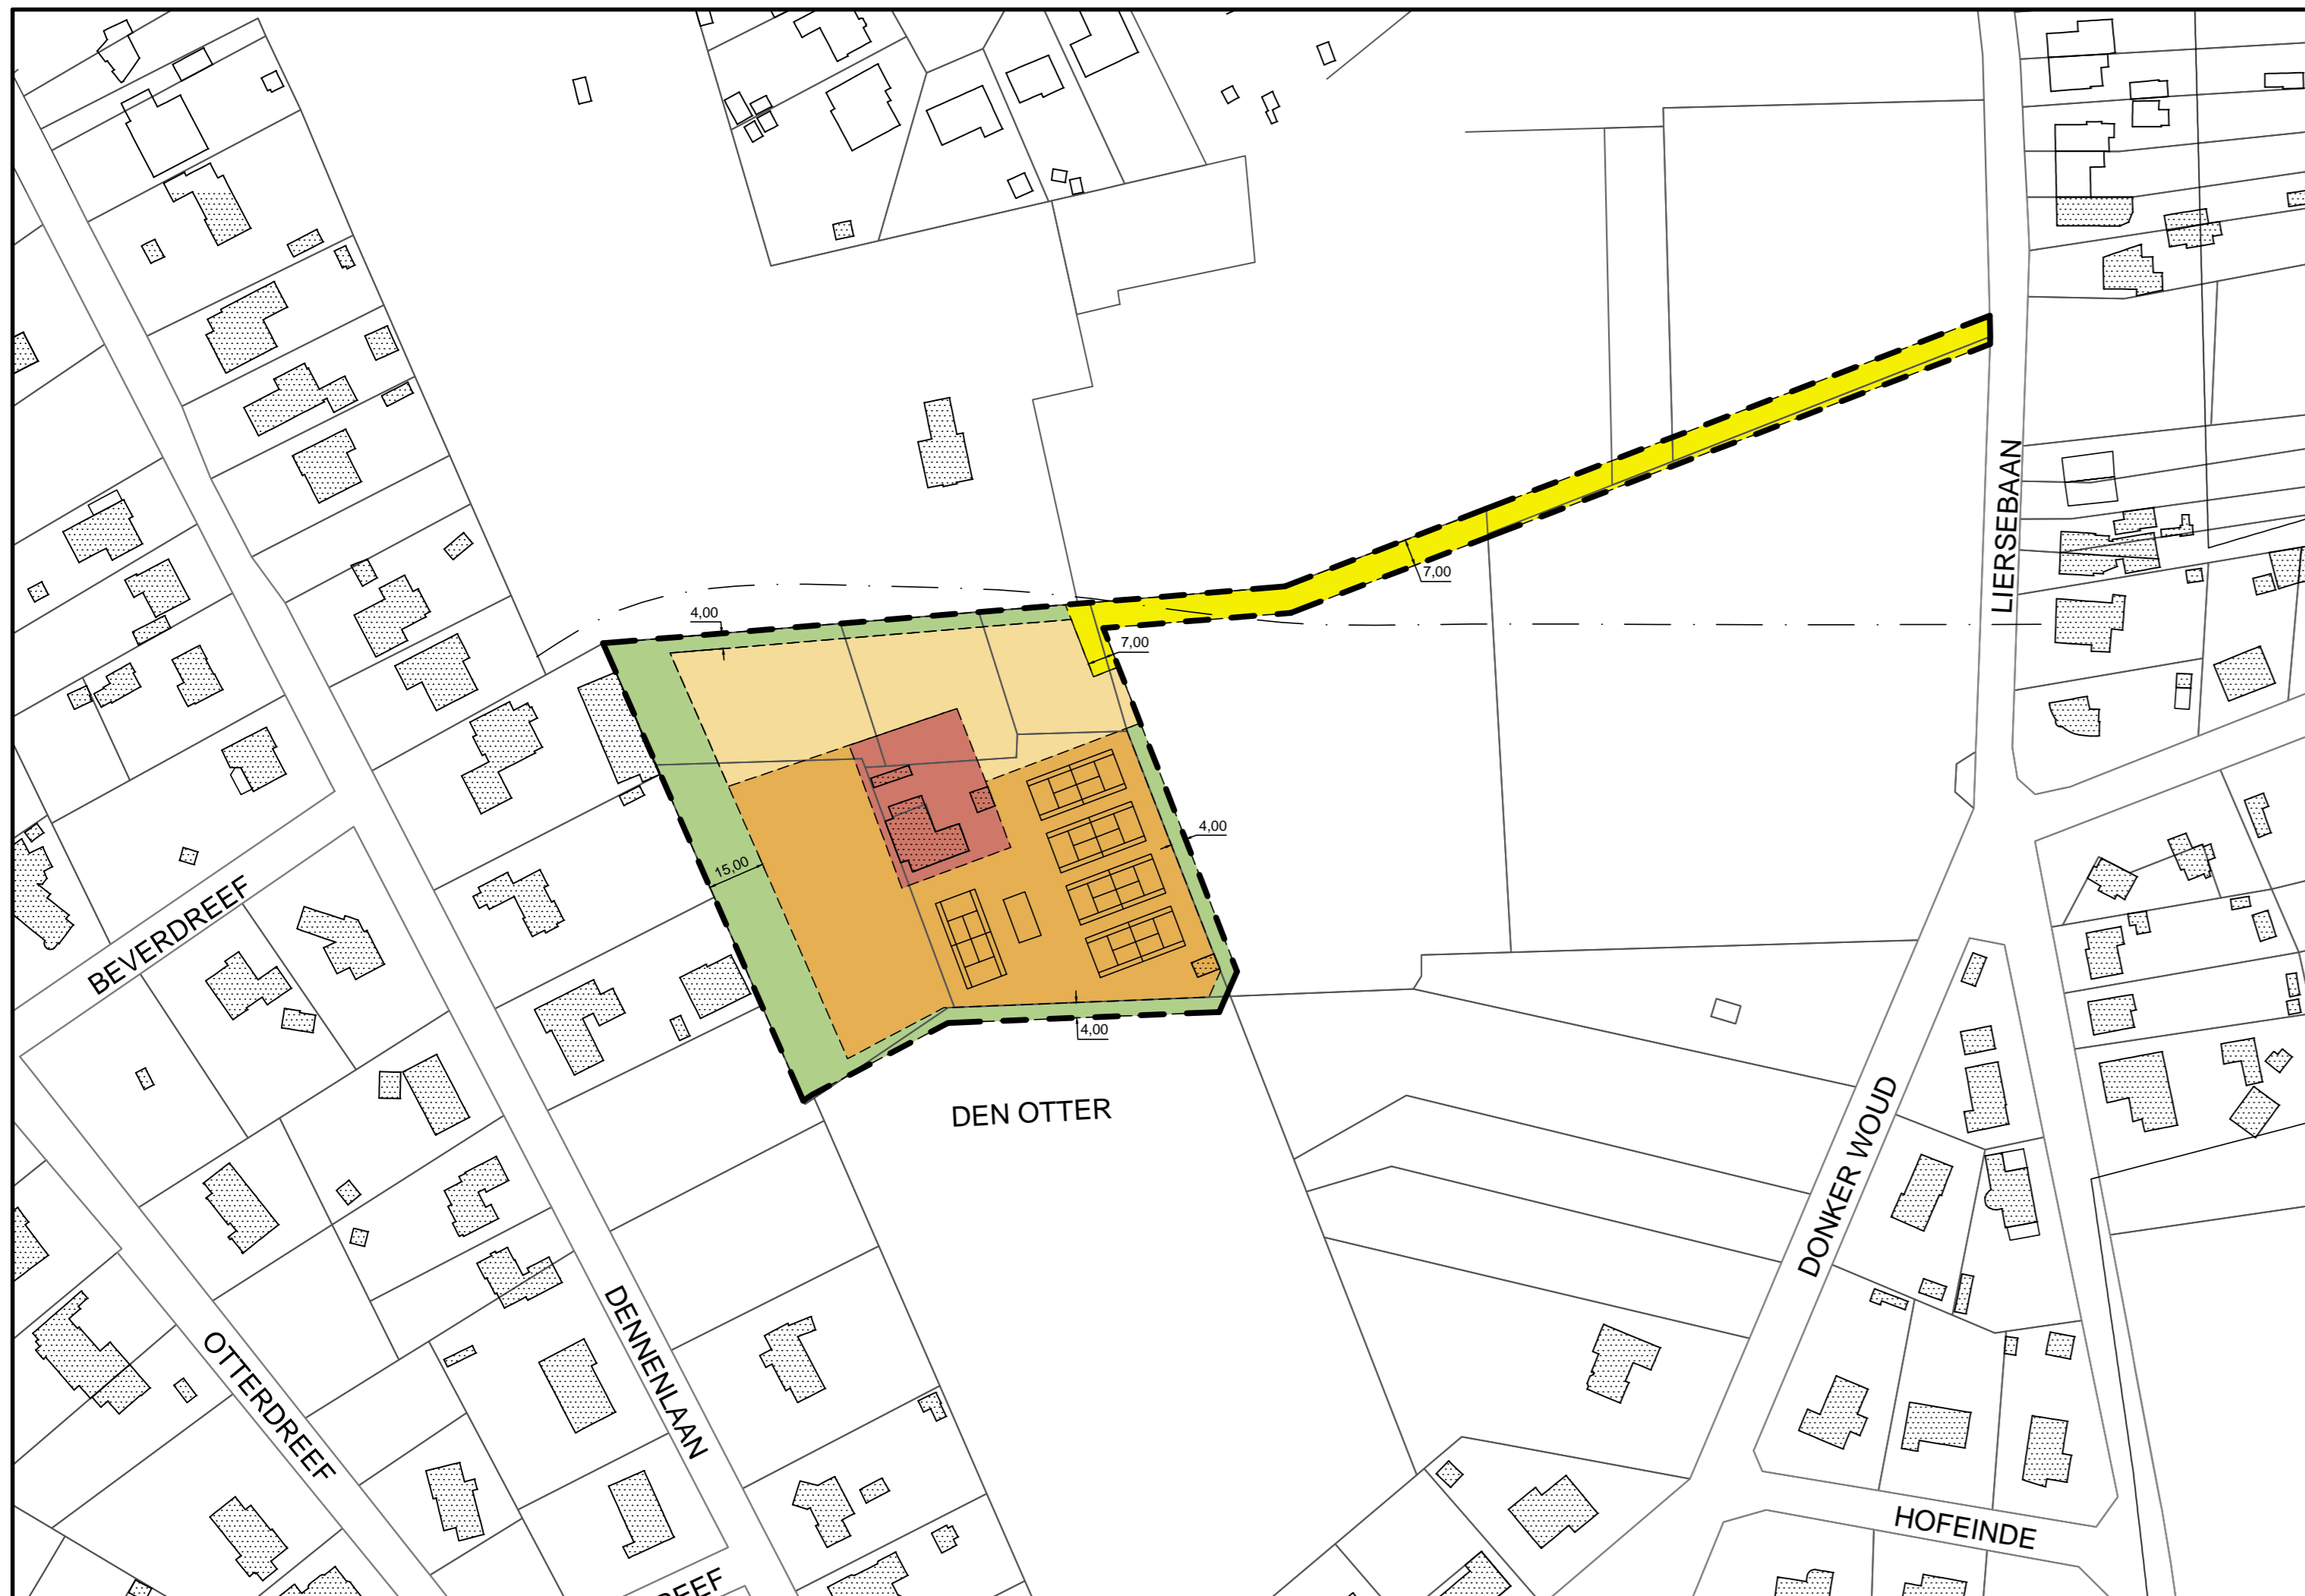 LIERSEBAAN
7,00
4,00
7,00
4,00
15,00
BEVERDREEF
4,00
DEN OTTER
DONKER WOUD
DENNENLAAN
OTTERDREEF
HOFEINDE